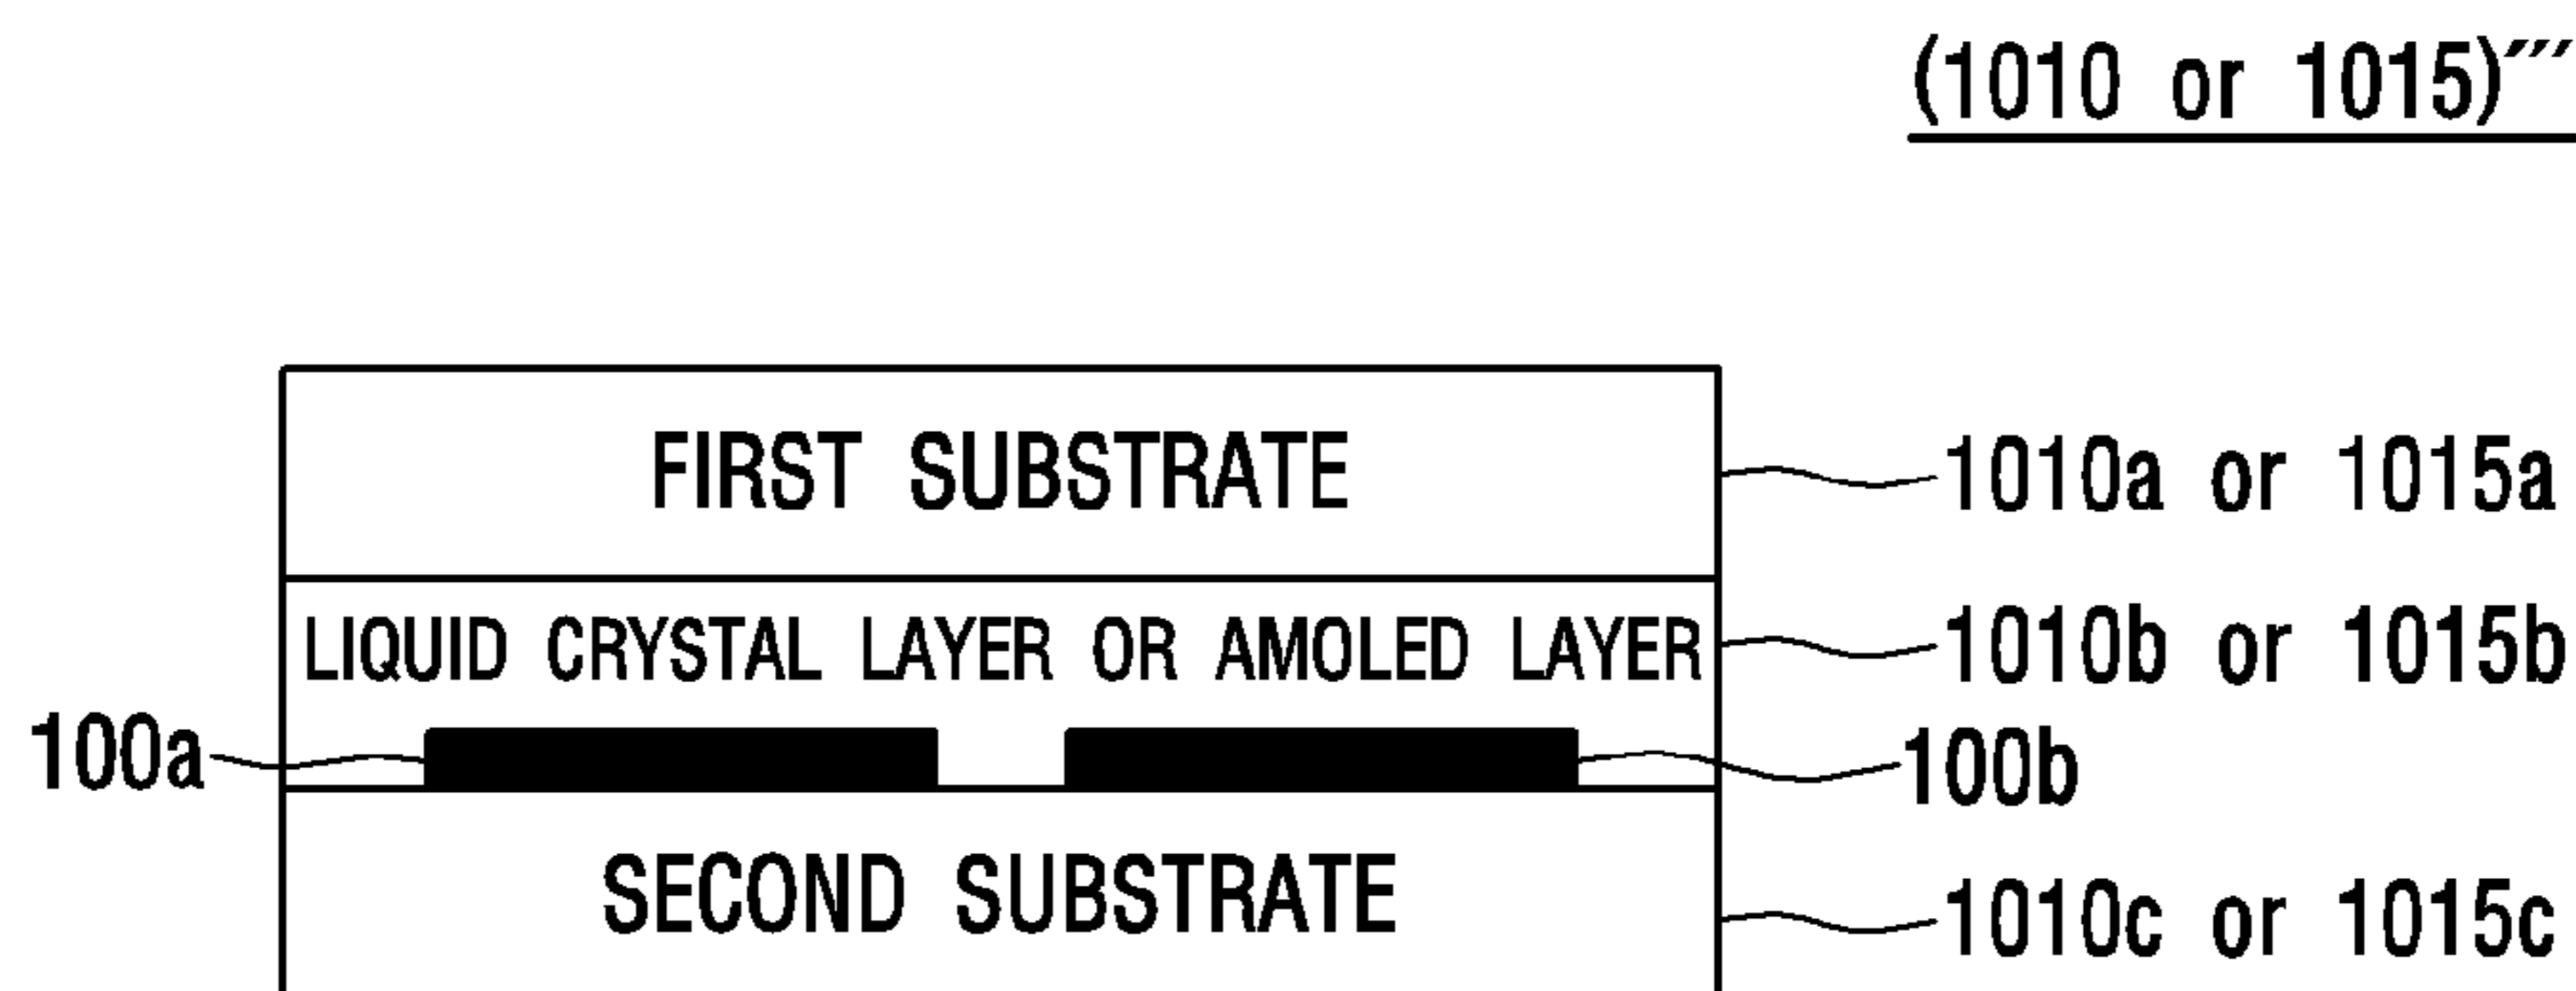 (1010 or 1015)‴
FIRST SUBSTRATE
1010a or 1015a
LIQUID CRYSTAL LAYER OR AMOLED LAYER
1010b or 1015b
100a
100b
SECOND SUBSTRATE
1010c or 1015c